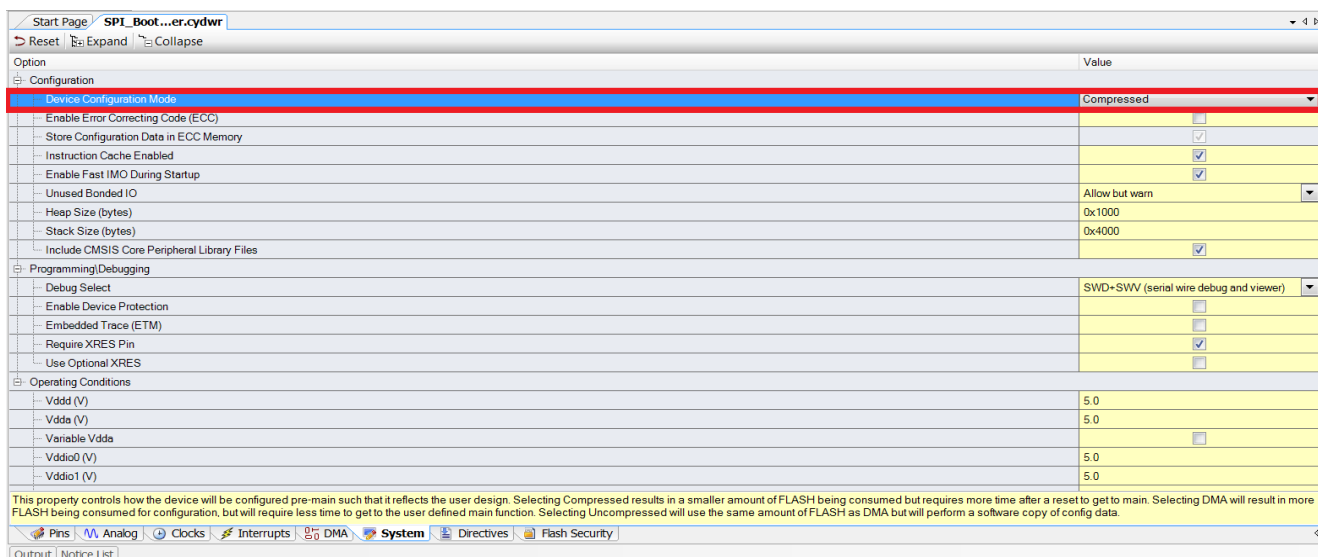 Start Page SPI_Boot...er.cydwr
Reset Expand Collapse
Option Value
Configuration
Device Configuration Mode Compressed
Enable Error Correcting Code (ECC)
Store Configuration Data in ECC Memory
Instruction Cache Enabled
Enable Fast IMO During Startup
Unused Bonded IO Allow but warn
Heap Size (bytes) 0x1000
Stack Size (bytes) 0x4000
Include CMSIS Core Peripheral Library Files
Programming\Debugging
Debug Select SWD+SWV (serial wire debug and viewer)
Enable Device Protection
Embedded Trace (ETM)
Require XRES Pin
Use Optional XRES
Operating Conditions
Vddd (V) 5.0
Vdda (V) 5.0
Variable Vdda
Vddio0 (V) 5.0
Vddio1 (V) 5.0
This property controls how the device will be configured pre-main such that it reflects the user design. Selecting Compressed results in a smaller amount of FLASH being consumed but requires more time after a reset to get to main. Selecting DMA will result in more
FLASH being consumed for configuration, but will require less time to get to the user defined main function. Selecting Uncompressed will use the same amount of FLASH as DMA but will perform a software copy of config data.
Pins Analog Clocks Interrupts DMA System Directives Flash Security
Output Notice List